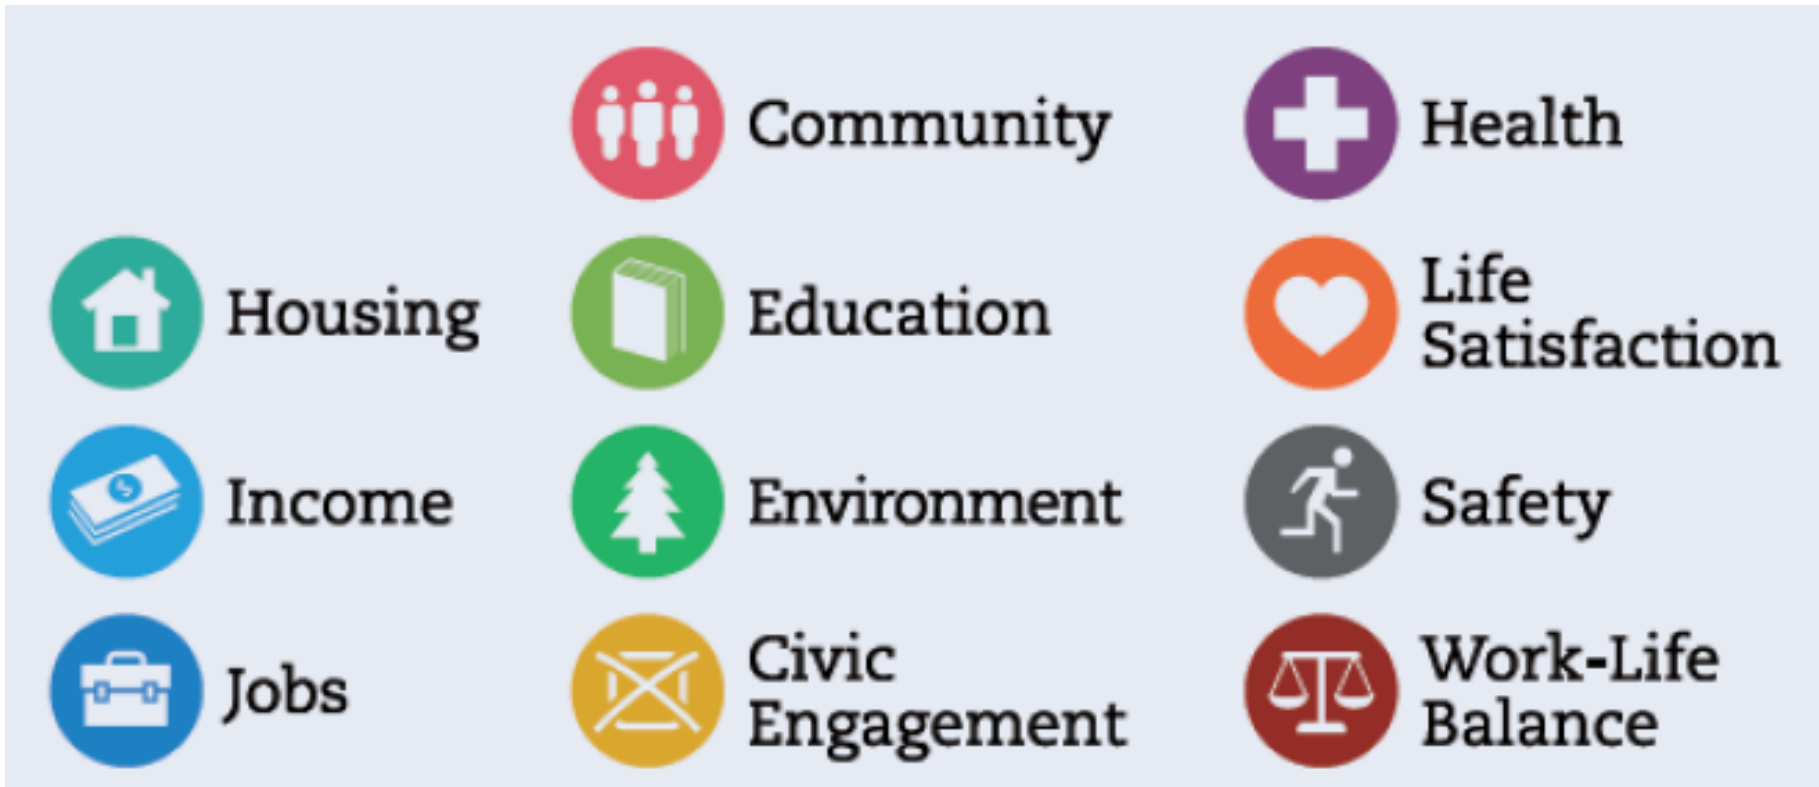 Community
Health
Housing
Education
Life
Satisfaction
Income
Environment
Safety
Jobs
Civic
Engagement
Work-Life
Balance